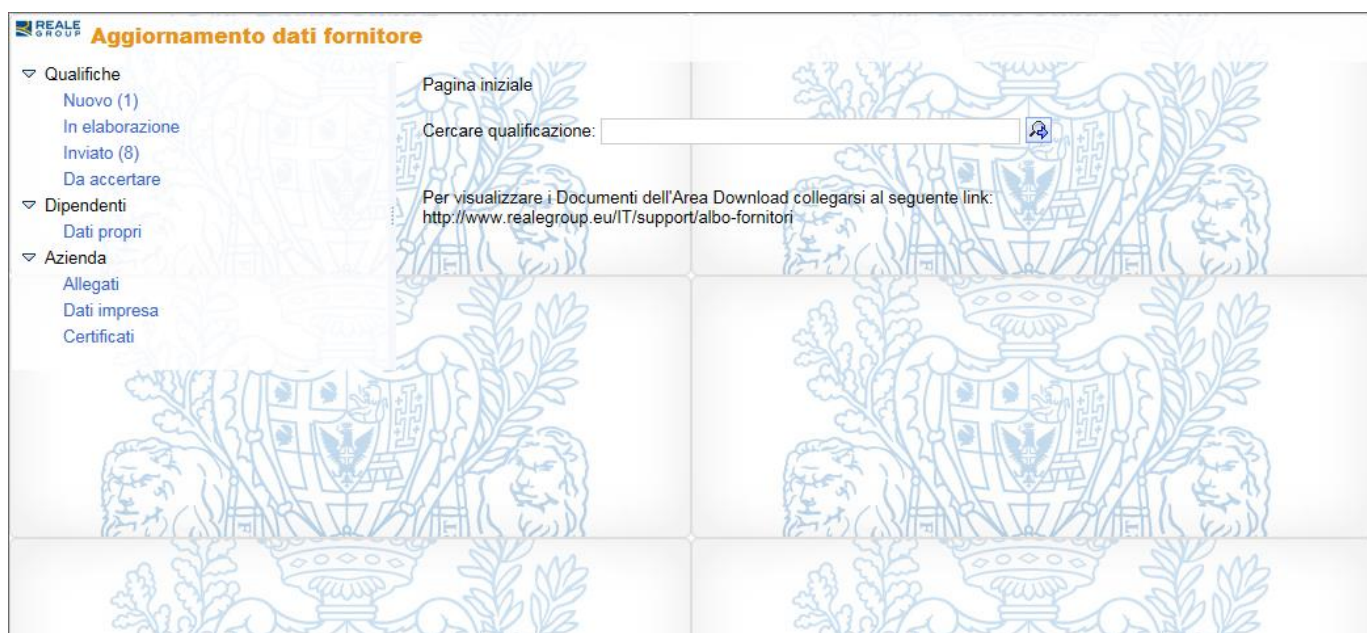 REALE
GROUP
Aggiornamento dati fornitore
Qualifiche
Nuovo (1)
In elaborazione
Inviato (8)
Da accertare
Dipendenti
Dati propri
Azienda
Allegati
Dati impresa
Certificati
Pagina iniziale
Cercare qualificazione:
Per visualizzare i Documenti dell'Area Download collegarsi al seguente link:
http://www.realegroup.eu/IT/support/albo-fornitori